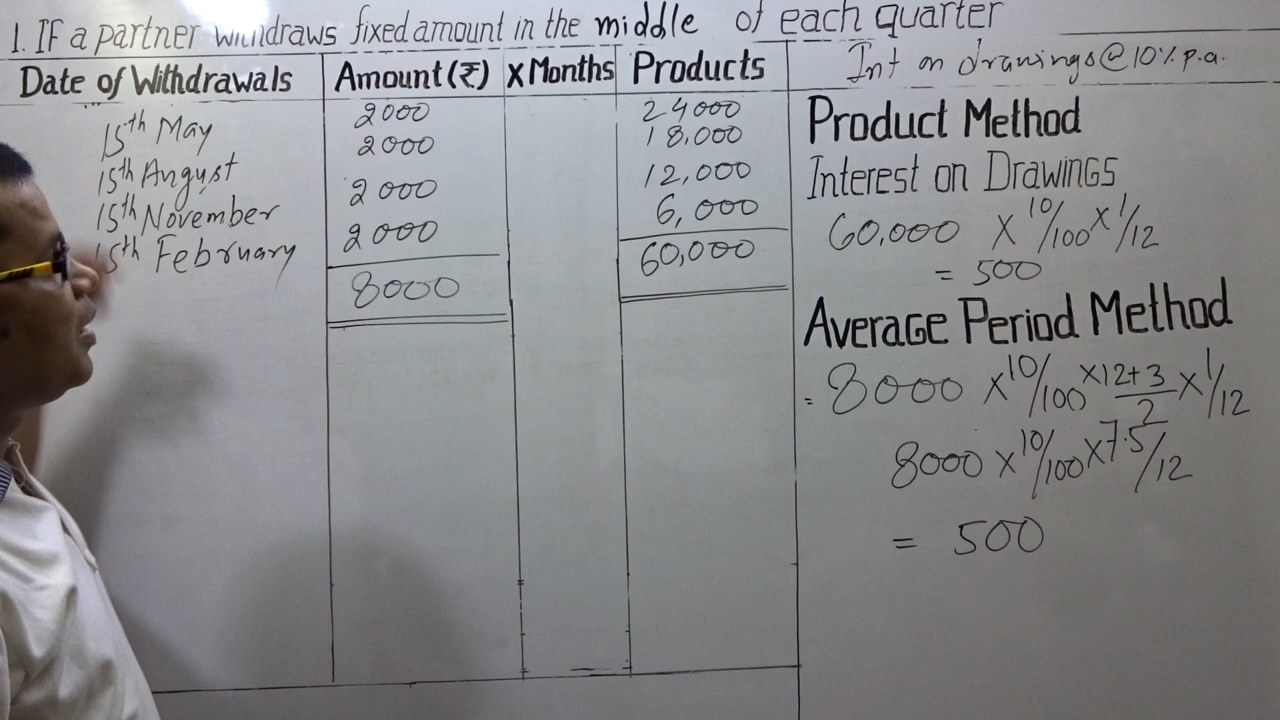 1. IF a partner withdraws fixed amount in the middle of each quarter
Date of Withdrawals Amount (₹) X Months Products
15th May 2000 24000
15th August 2000 18,000
15th November 2000 12,000
15th February 2000 6,000
8000 60,000
Int on drawings @ 10% p.a.
Product Method
Interest on Drawings
60,000 X 10/100 X 1/12
= 500
Average Period Method
= 8000 X 10/100 X 12+3/2 X 1/12
8000 X 10/100 X 7.5/12
= 500